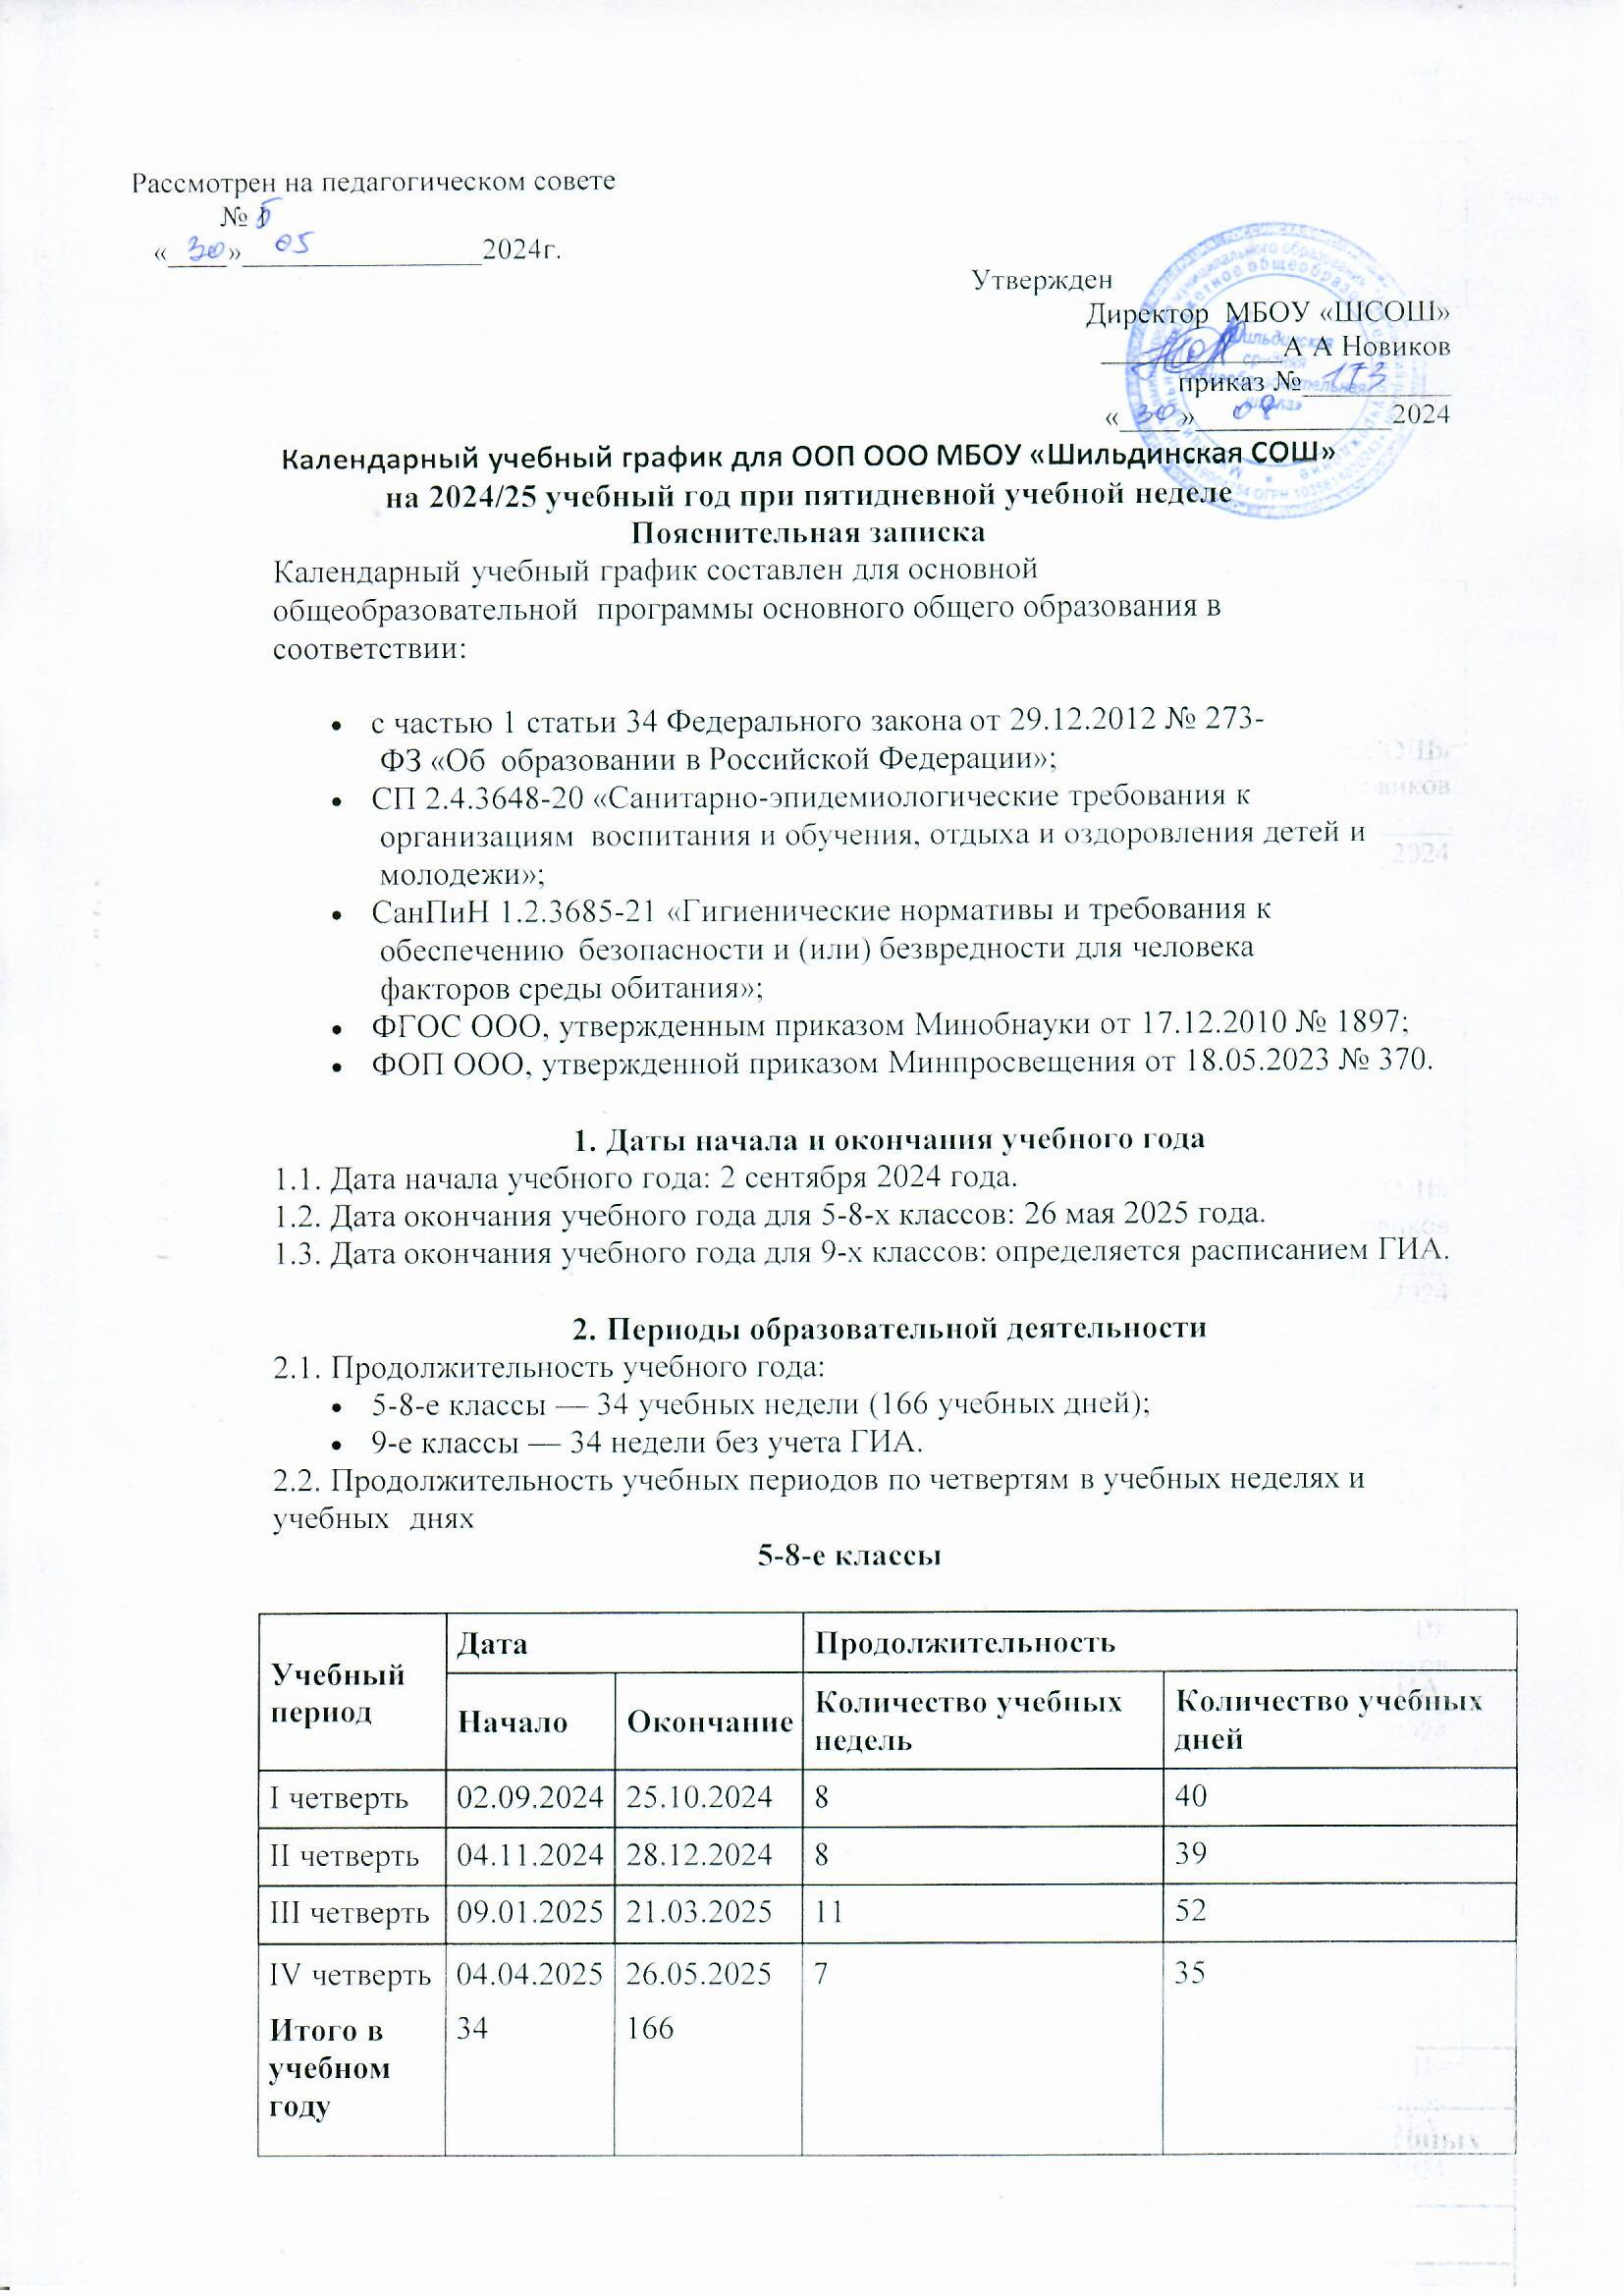 Рассмотрен на педагогическом совете
№ 5
«30» 05 2024г.
Утвержден
Директор МБОУ «ШСОШ»
А А Новиков
приказ № 173
«30» 08 2024
Календарный учебный график для ООП ООО МБОУ «Шильдинская СОШ»
на 2024/25 учебный год при пятидневной учебной неделе
Пояснительная записка
Календарный учебный график составлен для основной
общеобразовательной программы основного общего образования в
соответствии:
• с частью 1 статьи 34 Федерального закона от 29.12.2012 № 273-
ФЗ «Об образовании в Российской Федерации»;
• СП 2.4.3648-20 «Санитарно-эпидемиологические требования к
организациям воспитания и обучения, отдыха и оздоровления детей и
молодежи»;
• СанПиН 1.2.3685-21 «Гигиенические нормативы и требования к
обеспечению безопасности и (или) безвредности для человека
факторов среды обитания»;
• ФГОС ООО, утвержденным приказом Минобнауки от 17.12.2010 № 1897;
• ФОП ООО, утвержденной приказом Минпросвещения от 18.05.2023 № 370.
1. Даты начала и окончания учебного года
1.1. Дата начала учебного года: 2 сентября 2024 года.
1.2. Дата окончания учебного года для 5-8-х классов: 26 мая 2025 года.
1.3. Дата окончания учебного года для 9-х классов: определяется расписанием ГИА.
2. Периоды образовательной деятельности
2.1. Продолжительность учебного года:
• 5-8-е классы — 34 учебных недели (166 учебных дней);
• 9-е классы — 34 недели без учета ГИА.
2.2. Продолжительность учебных периодов по четвертям в учебных неделях и
учебных днях
5-8-е классы
Учебный период Дата Продолжительность
Начало Окончание Количество учебных недель Количество учебных дней
I четверть 02.09.2024 25.10.2024 8 40
II четверть 04.11.2024 28.12.2024 8 39
III четверть 09.01.2025 21.03.2025 11 52
IV четверть 04.04.2025 26.05.2025 7 35
Итого в учебном году 34 166